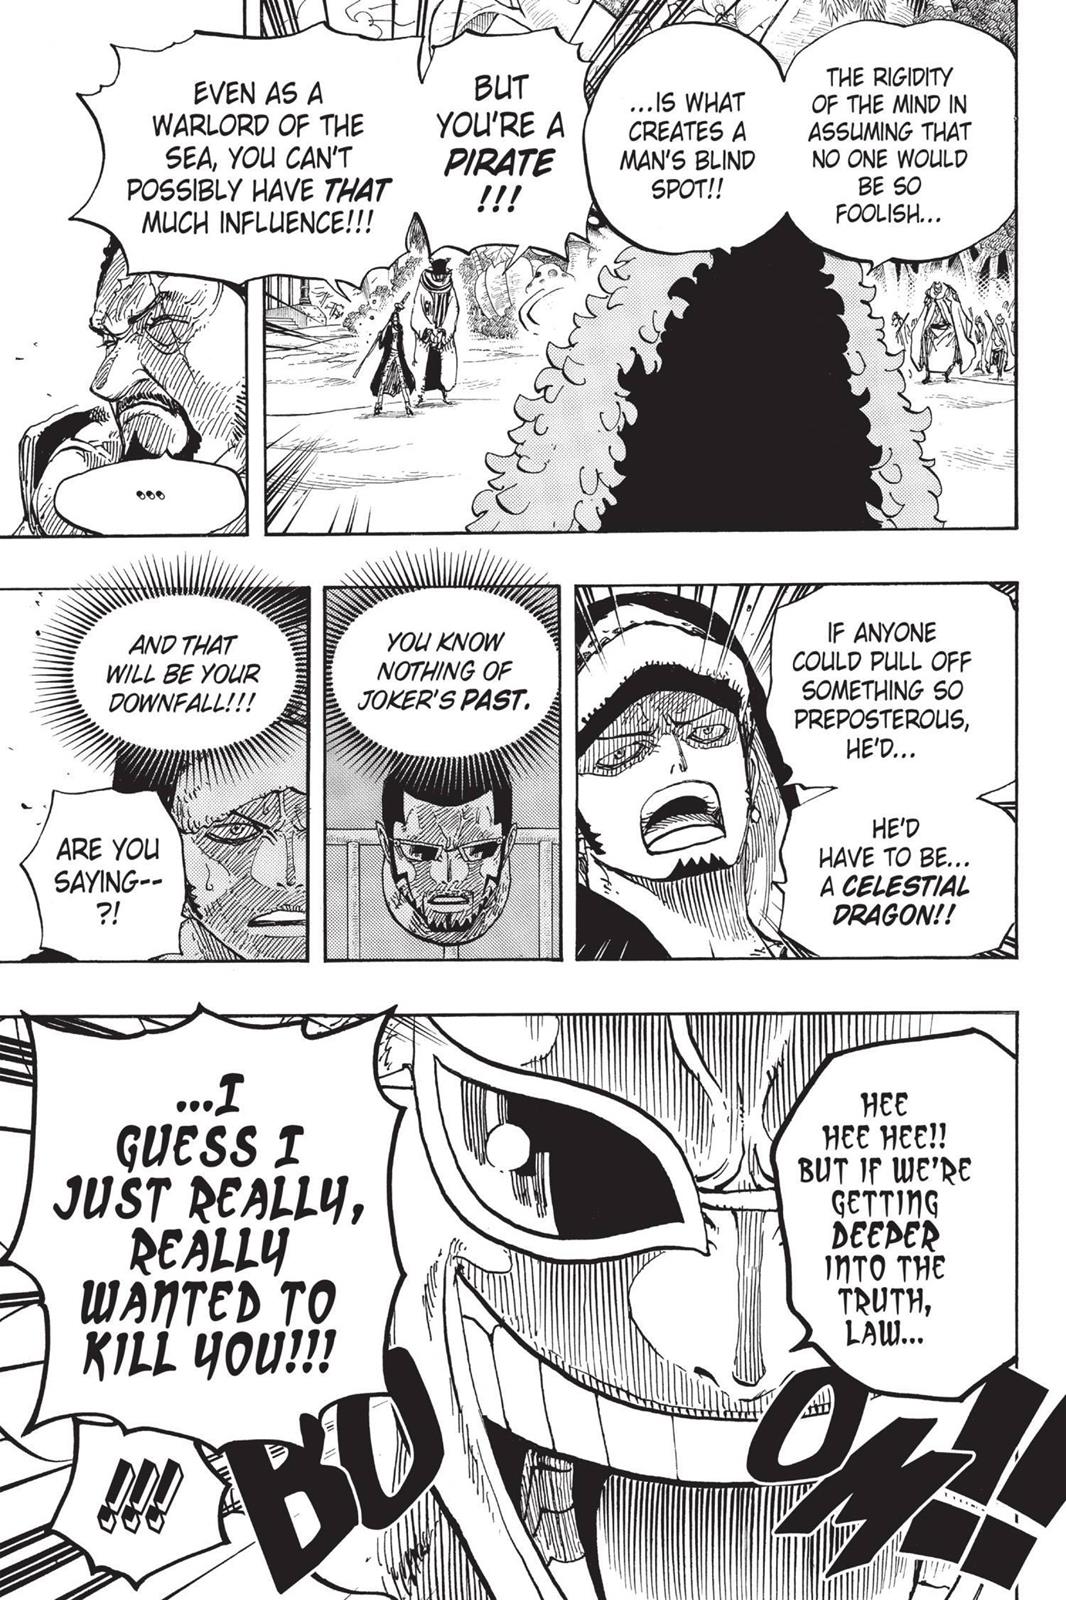 THE RIGIDITY
OF THE MIND IN
ASSUMING THAT
NO ONE WOULD
BE SO
FOOLISH...
...IS WHAT
CREATES A
MAN'S BLIND
SPOT!!
BUT
YOU'RE A
PIRATE
!!!
EVEN AS A
WARLORD OF THE
SEA, YOU CAN'T
POSSIBLY HAVE THAT
MUCH INFLUENCE!!!
...
IF ANYONE
COULD PULL OFF
SOMETHING SO
PREPOSTEROUS,
HE'D...
HE'D
HAVE TO BE...
A CELESTIAL
DRAGON!!
YOU KNOW
NOTHING OF
JOKER'S PAST.
AND THAT
WILL BE YOUR
DOWNFALL!!!
ARE YOU
SAYING--
?!
HEE
HEE HEE!!
BUT IF WE'RE
GETTING
DEEPER
INTO THE
TRUTH,
LAW...
...I
GUESS I
JUST REALLY,
REALLY
WANTED TO
KILL YOU!!!
!!!
BUOM!!